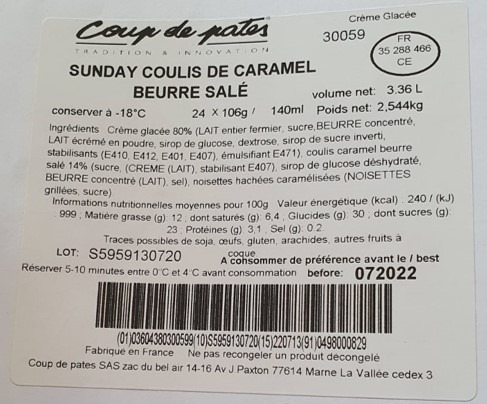 Crème Glacée
Coup de pates
TRADITION & INNOVATION
30059
FR
35 288 466
CE
SUNDAY COULIS DE CARAMEL
BEURRE SALÉ
volume net: 3.36 L
conserver à -18°C 24 X 106g / 140ml Poids net: 2,544kg
Ingrédients Crème glacée 80% (LAIT entier fermier, sucre,BEURRE concentré,
LAIT écrémé en poudre, sirop de glucose, dextrose, sirop de sucre inverti,
stabilisants (E410, E412, E401, E407), émulsifiant E471), coulis caramel beurre
salé 14% (sucre, (CREME (LAIT), stabilisant E407), sirop de glucose déshydraté,
BEURRE concentré (LAIT), sel), noisettes hachées caramélisées (NOISETTES
grillées, sucre)
Informations nutritionnelles moyennes pour 100g Valeur énergétique (kcal) : 240 / (kJ)
: 999 ; Matière grasse (g): 12 , dont saturés (g): 6,4 , Glucides (g): 30 , dont sucres (g):
23 ; Protéines (g): 3,1 , Sel (g): 0.2
Traces possibles de soja, œufs, gluten, arachides, autres fruits à
coque
LOT: S5959130720 A consommer de préférence avant le / best
Réserver 5-10 minutes entre 0°C et 4°C avant consommation before: 072022
(01)03604380300599(10)S5959130720(15)220713(91)0498000829
Fabriqué en France Ne pas recongeler un produit decongelé
Coup de pates SAS zac du bel air 14-16 Av J.Paxton 77614 Marne La Vallée cedex 3